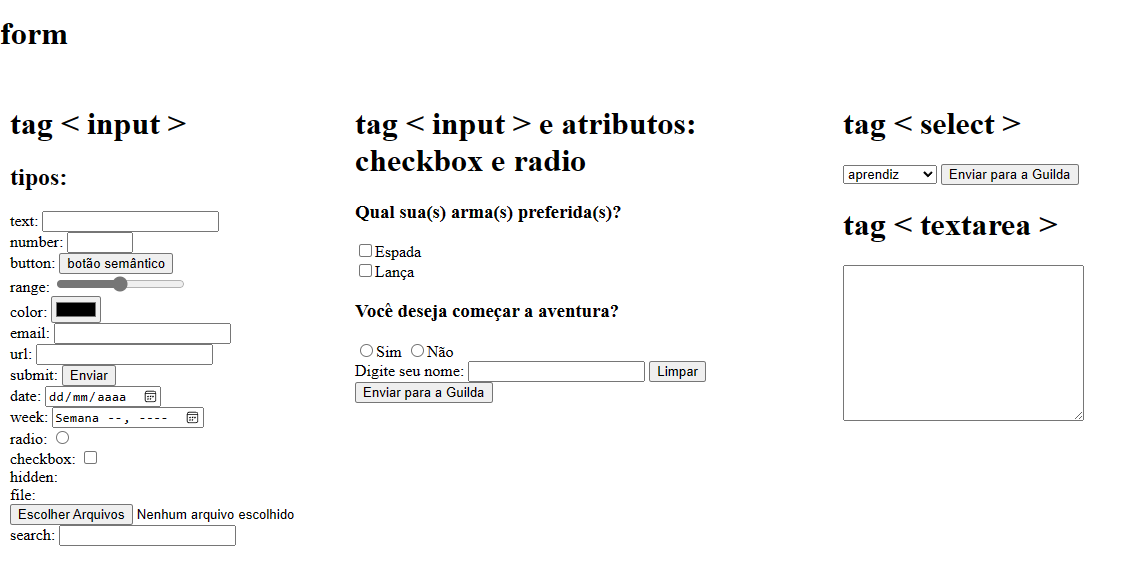 form
tag < input >
tipos:
text:
number:
button: botão semântico
range:
color:
email:
url:
submit: Enviar
date: dd/mm/aaaa
week: Semana --, ----
radio:
checkbox:
hidden:
file:
Escolher Arquivos Nenhum arquivo escolhido
search:
tag < input > e atributos:
checkbox e radio
Qual sua(s) arma(s) preferida(s)?
Espada
Lança
Você deseja começar a aventura?
Sim Não
Digite seu nome: Limpar
Enviar para a Guilda
tag < select >
aprendiz Enviar para a Guilda
tag < textarea >